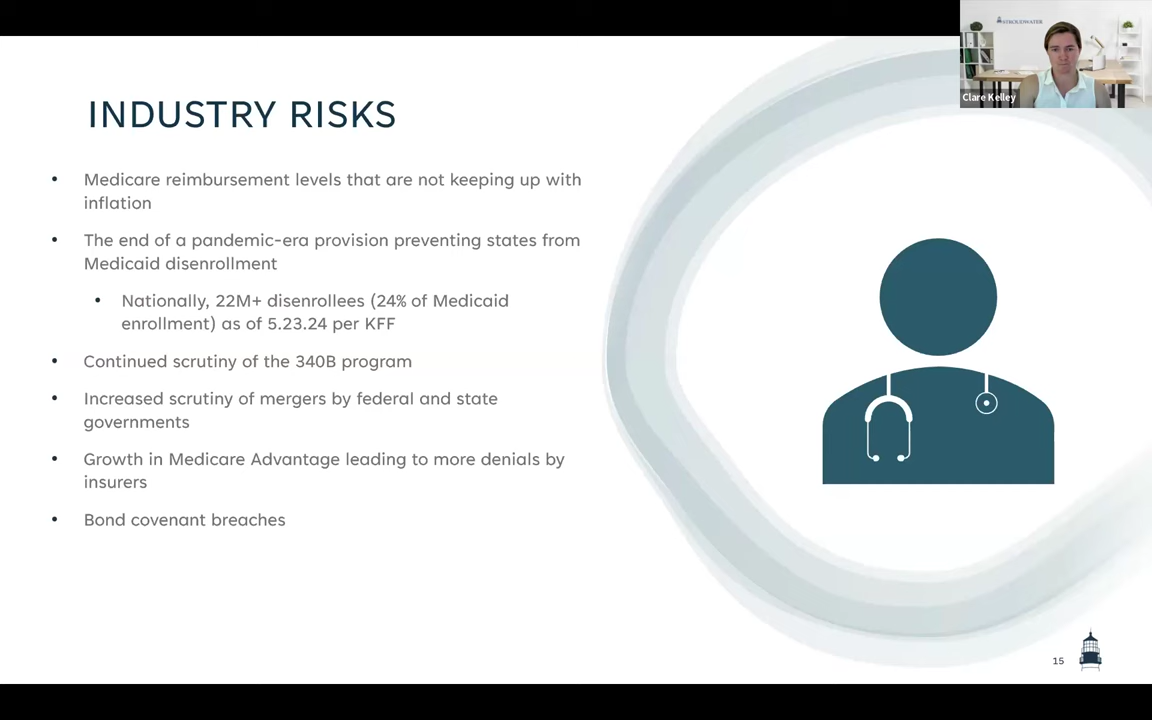 STROUDWATER
Clare Kelley
INDUSTRY RISKS
• Medicare reimbursement levels that are not keeping up with
inflation
• The end of a pandemic-era provision preventing states from
Medicaid disenrollment
• Nationally, 22M+ disenrollees (24% of Medicaid
enrollment) as of 5.23.24 per KFF
• Continued scrutiny of the 340B program
• Increased scrutiny of mergers by federal and state
governments
• Growth in Medicare Advantage leading to more denials by
insurers
• Bond covenant breaches
15